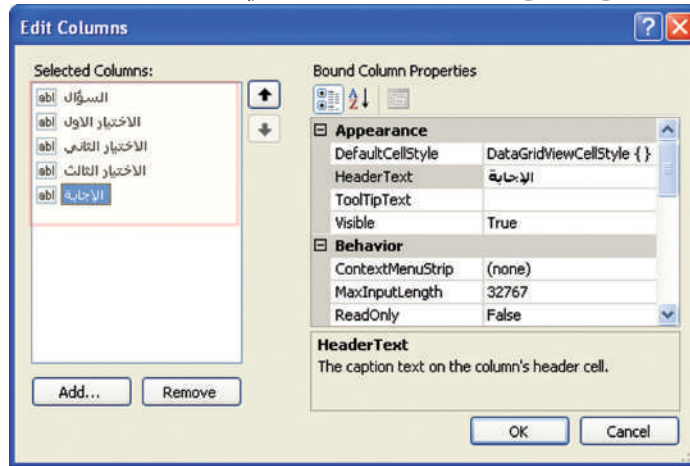 Edit Columns
Selected Columns:
السؤال
الاختيار الاول
الاختيار الثانى
الاختيار الثالث
الإجابة
Add...
Remove
Bound Column Properties
Appearance
DefaultCellStyle DataGridViewCellStyle { }
HeaderText الإجابة
ToolTipText
Visible True
Behavior
ContextMenuStrip (none)
MaxInputLength 32767
ReadOnly False
HeaderText
The caption text on the column's header cell.
OK
Cancel